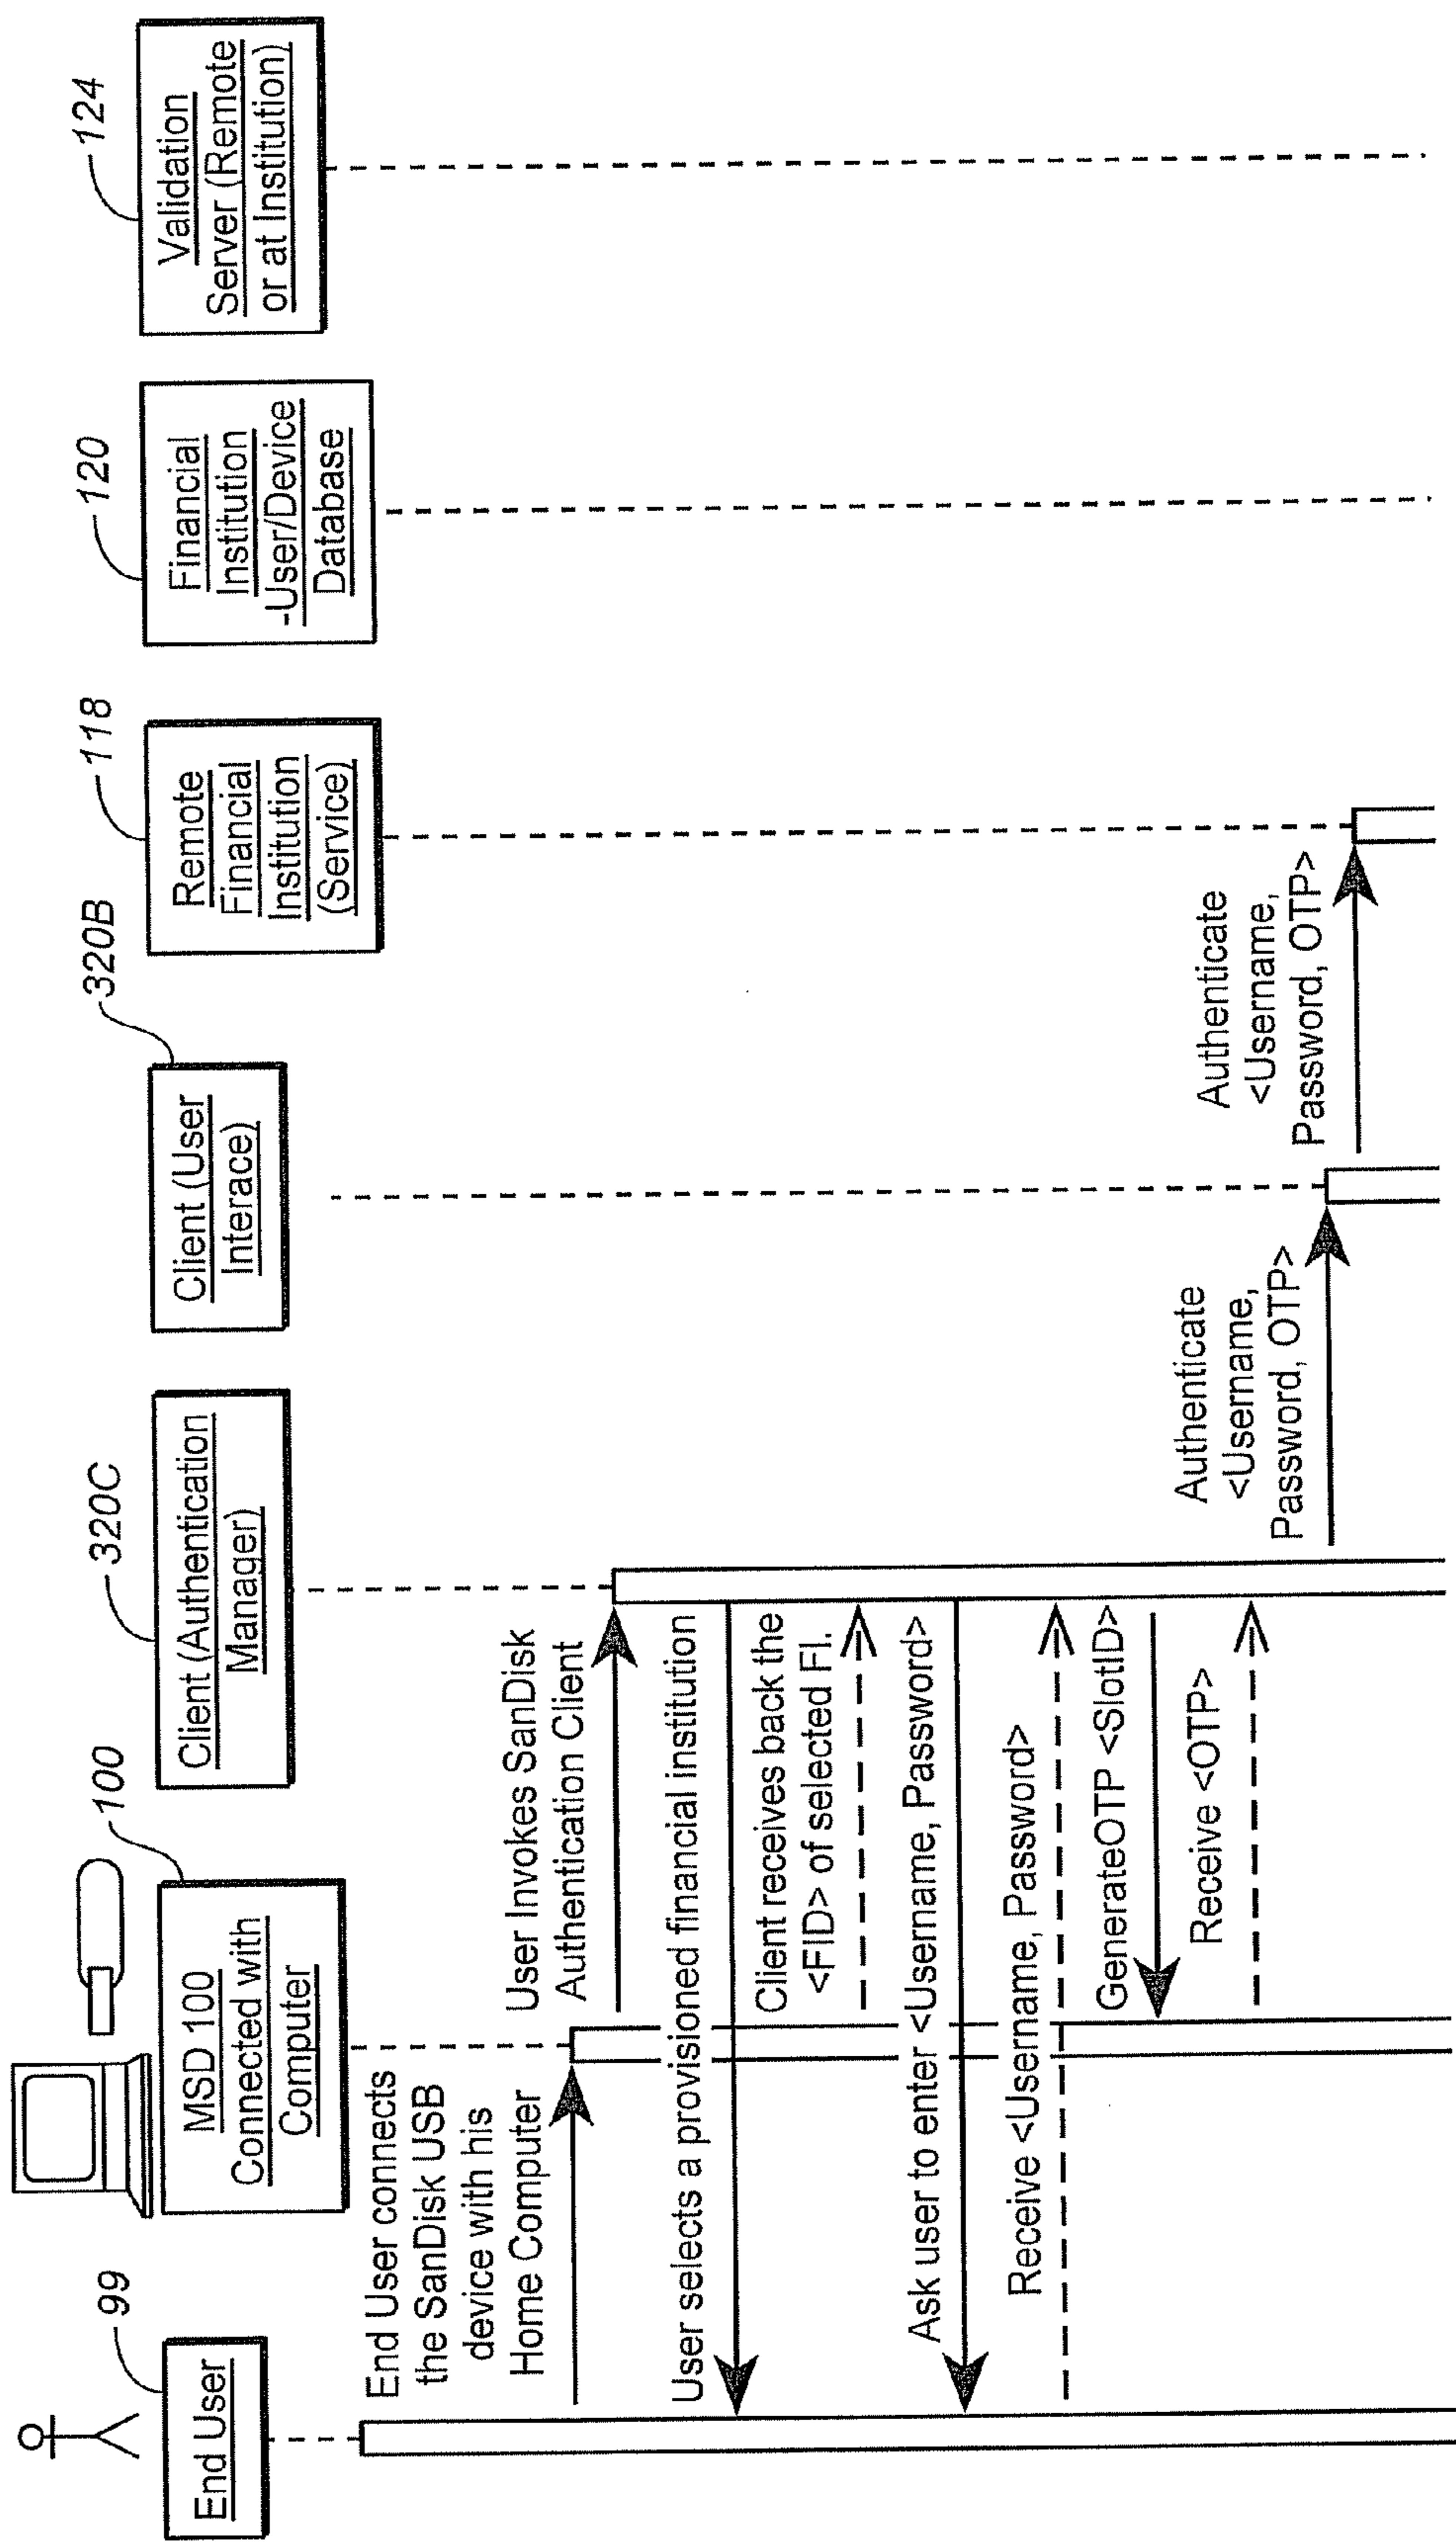 99
End User
100
MSD 100
Connected with
Computer
320C
Client (Authentication
Manager)
320B
Client (User
Interace)
118
Remote
Financial
Institution
(Service)
120
Financial
Institution
-User/Device
Database
124
Validation
Server (Remote
or at Institution)
End User connects
the SanDisk USB
device with his
Home Computer
User Invokes SanDisk
Authentication Client
User selects a provisioned financial institution
Client receives back the
<FID> of selected FI.
Ask user to enter <Username, Password>
Receive <Username, Password>
GenerateOTP <SlotID>
Receive <OTP>
Authenticate
<Username,
Password, OTP>
Authenticate
<Username,
Password, OTP>